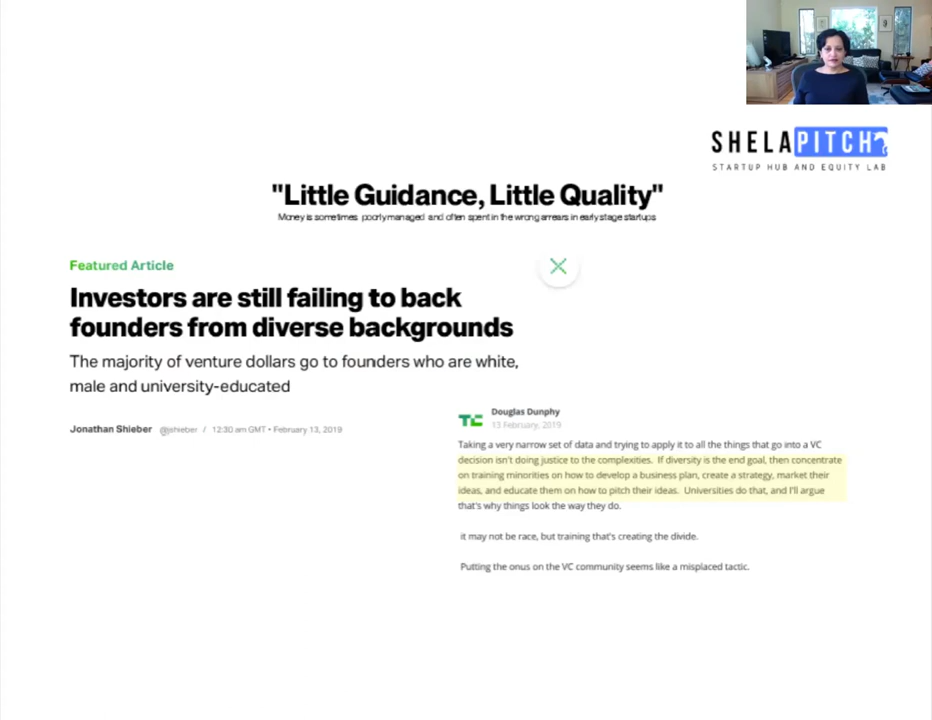 SHELAPITCH
STARTUP HUB AND EQUITY LAB
"Little Guidance, Little Quality"
Money is sometimes poorly managed and often spent in the wrong arrears in early stage startups
Featured Article
Investors are still failing to back
founders from diverse backgrounds
The majority of venture dollars go to founders who are white,
male and university-educated
Jonathan Shieber @jshieber / 12:30 am GMT • February 13, 2019
TC
Douglas Dunphy
13 February, 2019
Taking a very narrow set of data and trying to apply it to all the things that go into a VC
decision isn't doing justice to the complexities. If diversity is the end goal, then concentrate
on training minorities on how to develop a business plan, create a strategy, market their
ideas, and educate them on how to pitch their ideas. Universities do that, and I'll argue
that's why things look the way they do.
it may not be race, but training that's creating the divide.
Putting the onus on the VC community seems like a misplaced tactic.